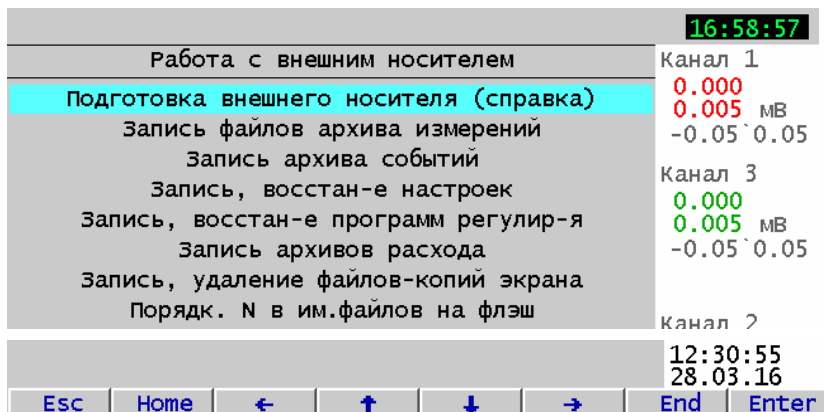 16:58:57
Работа с внешним носителем
Подготовка внешнего носителя (справка)
Запись файлов архива измерений
Запись архива событий
Запись, восстан-е настроек
Запись, восстан-е программ регулир-я
Запись архивов расхода
Запись, удаление файлов-копий экрана
Порядк. N в им.файлов на флэш
Канал 1
0.000
0.005 мВ
-0.05`0.05
Канал 3
0.000
0.005 мВ
-0.05`0.05
Канал 2
12:30:55
28.03.16
Esc Home ← ↑ ↓ → End Enter